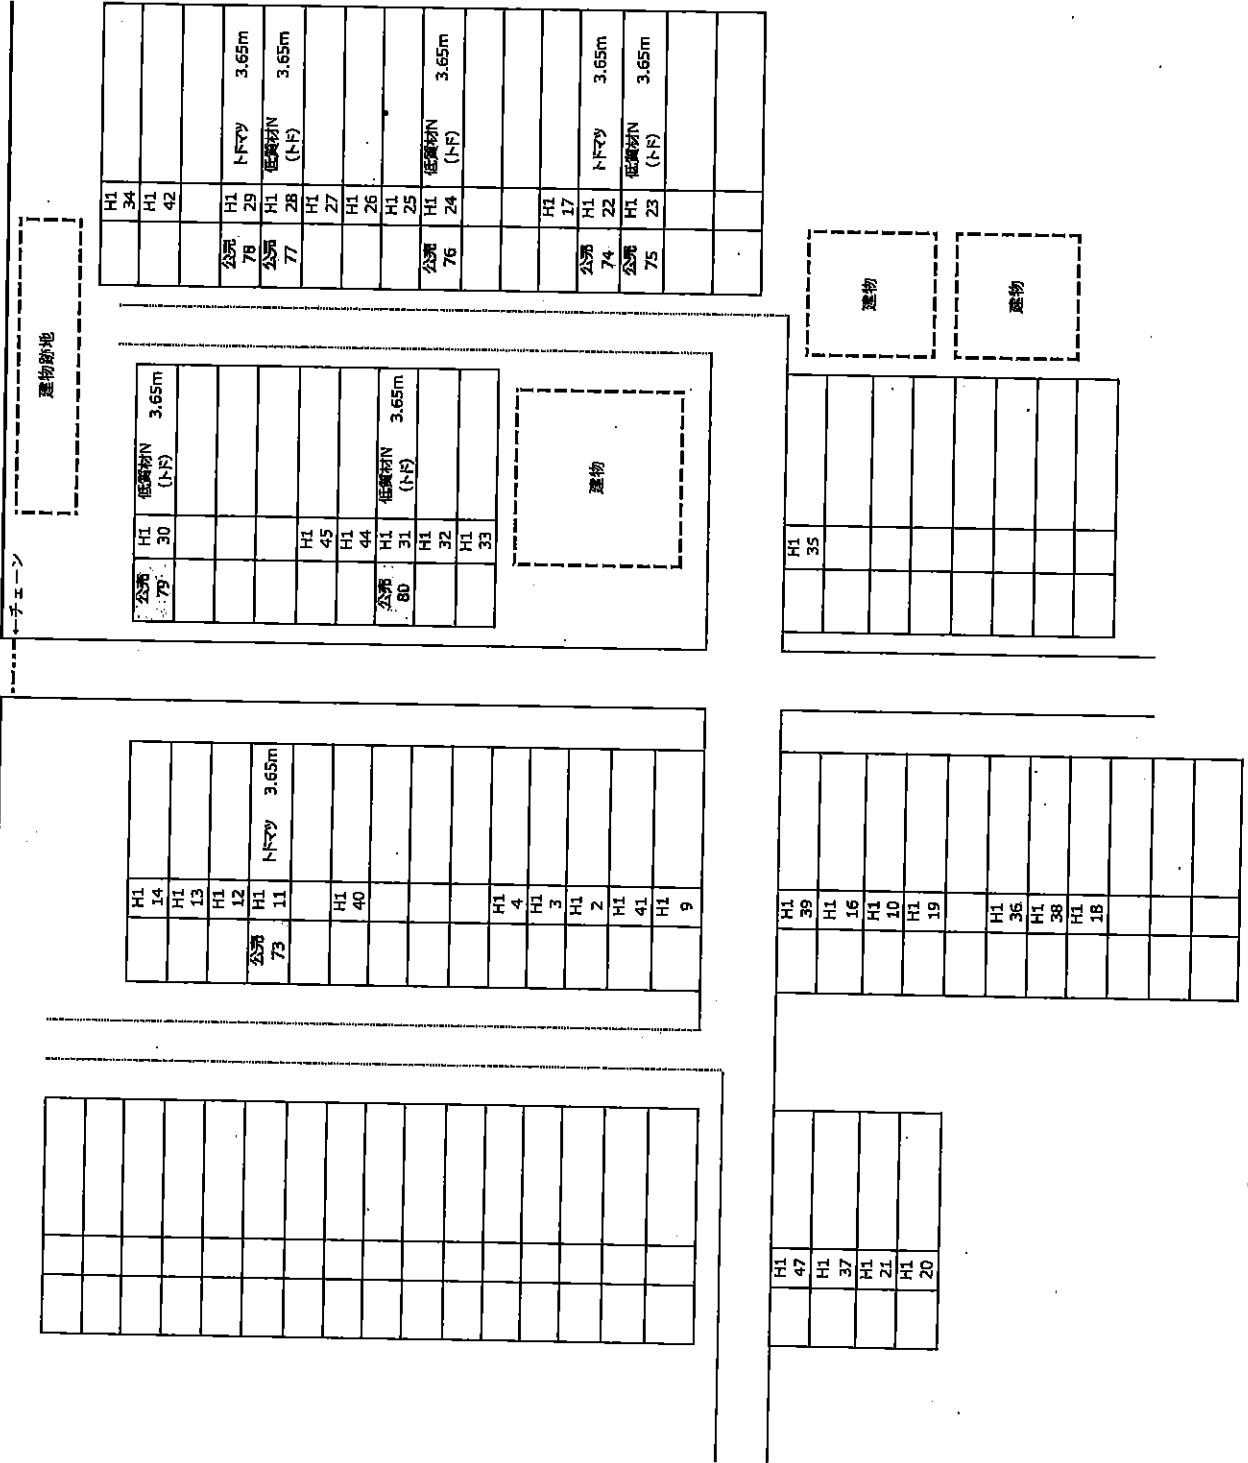 H1
34
H1
42
公売
78
H1
29
トドマツ 3.65m
公売
77
H1
28
低質材N
(トド)
3.65m
H1
27
H1
26
H1
25
公売
76
H1
24
低質材N
(トド)
3.65m
H1
17
公売
74
H1
22
トドマツ 3.65m
公売
75
H1
23
低質材N
(トド)
3.65m
建物跡地
←チェーン
公売
79
H1
30
低質材N
(トド)
3.65m
H1
45
H1
44
公売
80
H1
31
低質材N
(トド)
3.65m
H1
32
H1
33
建物
建物
建物
H1
35
H1
14
H1
13
H1
12
公売
73
H1
11
トドマツ 3.65m
H1
40
H1
4
H1
3
H1
2
H1
41
H1
9
H1
39
H1
16
H1
10
H1
19
H1
36
H1
38
H1
18
H1
47
H1
37
H1
21
H1
20